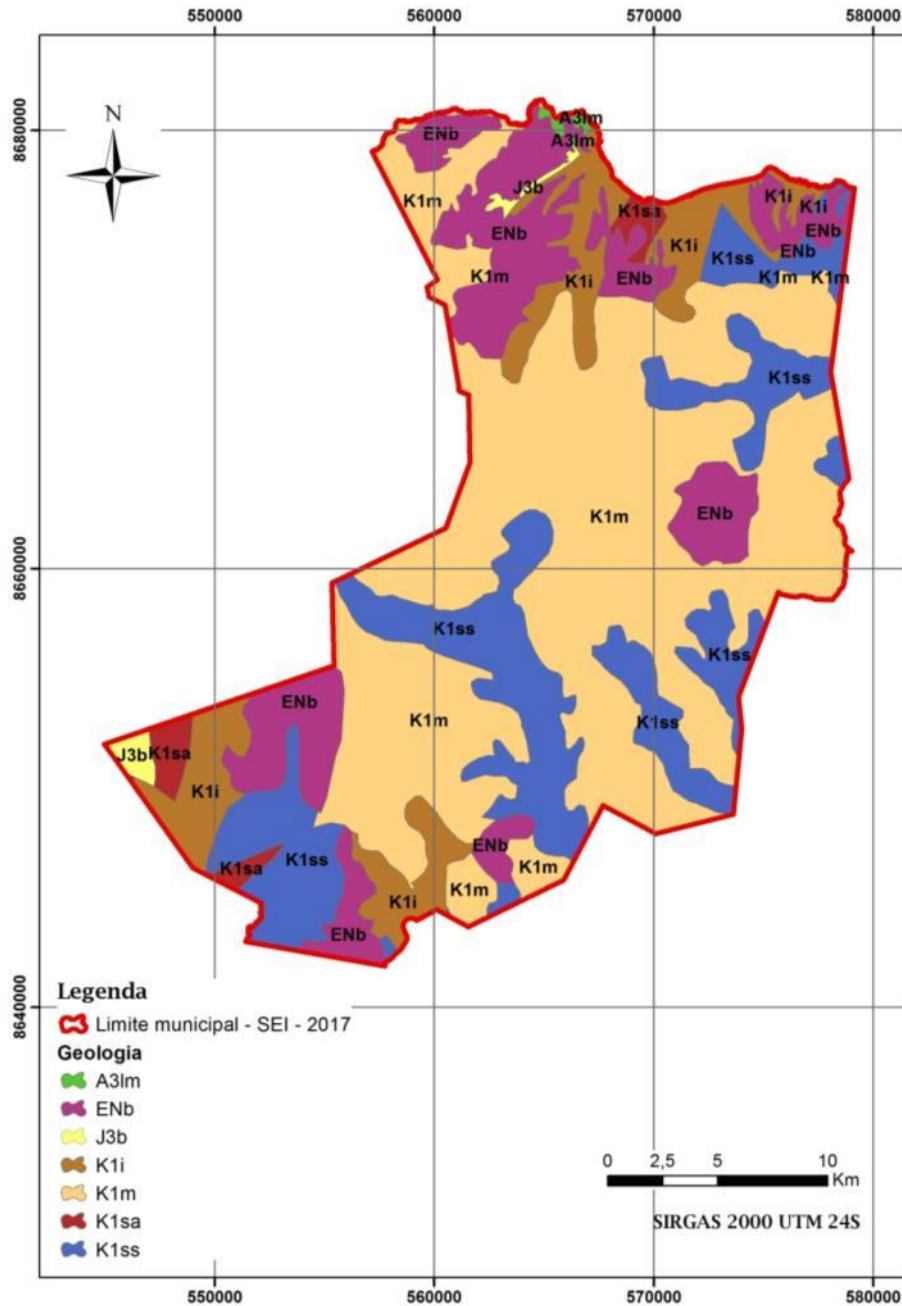 550000 560000 570000 580000
N
8680000
A3lm
ENb
A3lm
J3b
K1m
K1sa
K1i
K1i
ENb
ENb
K1i
K1ss
ENb
K1m
K1i
ENb
K1m
K1m
K1ss
ENb
K1m
8660000
K1ss
K1ss
ENb
K1m
K1ss
J3b
K1sa
K1i
ENb
K1sa
K1ss
K1m
K1m
K1i
ENb
8640000
Legenda
Limite municipal - SEI - 2017
Geologia
A3lm
ENb
J3b
K1i
K1m
K1sa
K1ss
0 2,5 5 10
Km
SIRGAS 2000 UTM 24S
550000 560000 570000 580000